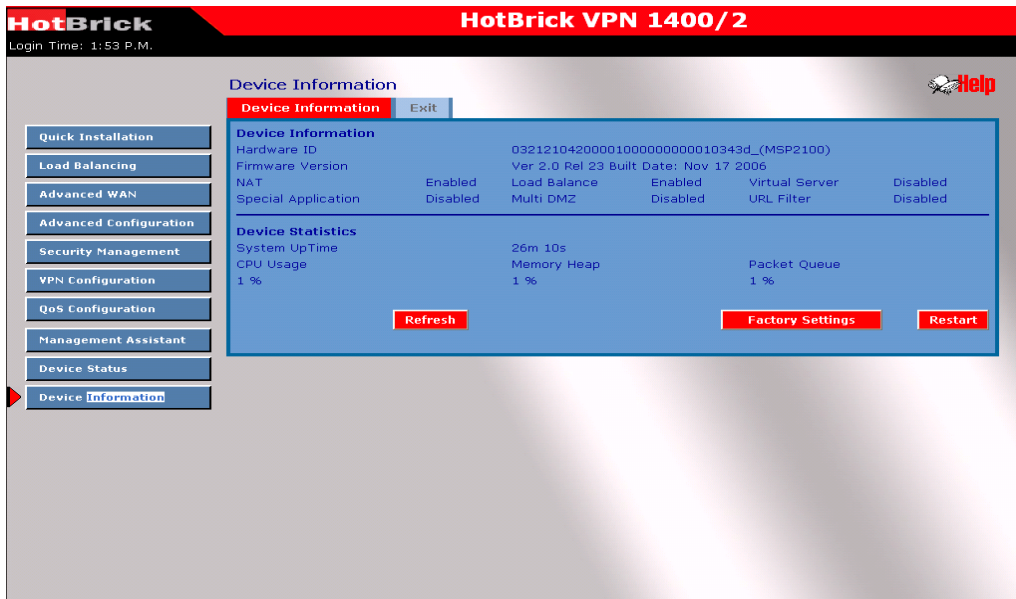 HotBrick
HotBrick VPN 1400/2
Login Time: 1:53 P.M.
Device Information
Help
Device Information Exit
Quick Installation
Load Balancing
Advanced WAN
Advanced Configuration
Security Management
VPN Configuration
QoS Configuration
Management Assistant
Device Status
Device Information
Device Information
Hardware ID 0321210420000100000000010343d_(MSP2100)
Firmware Version Ver 2.0 Rel 23 Built Date: Nov 17 2006
NAT Enabled Load Balance Enabled Virtual Server Disabled
Special Application Disabled Multi DMZ Disabled URL Filter Disabled
Device Statistics
System UpTime 26m 10s
CPU Usage Memory Heap Packet Queue
1 % 1 % 1 %
Refresh Factory Settings Restart